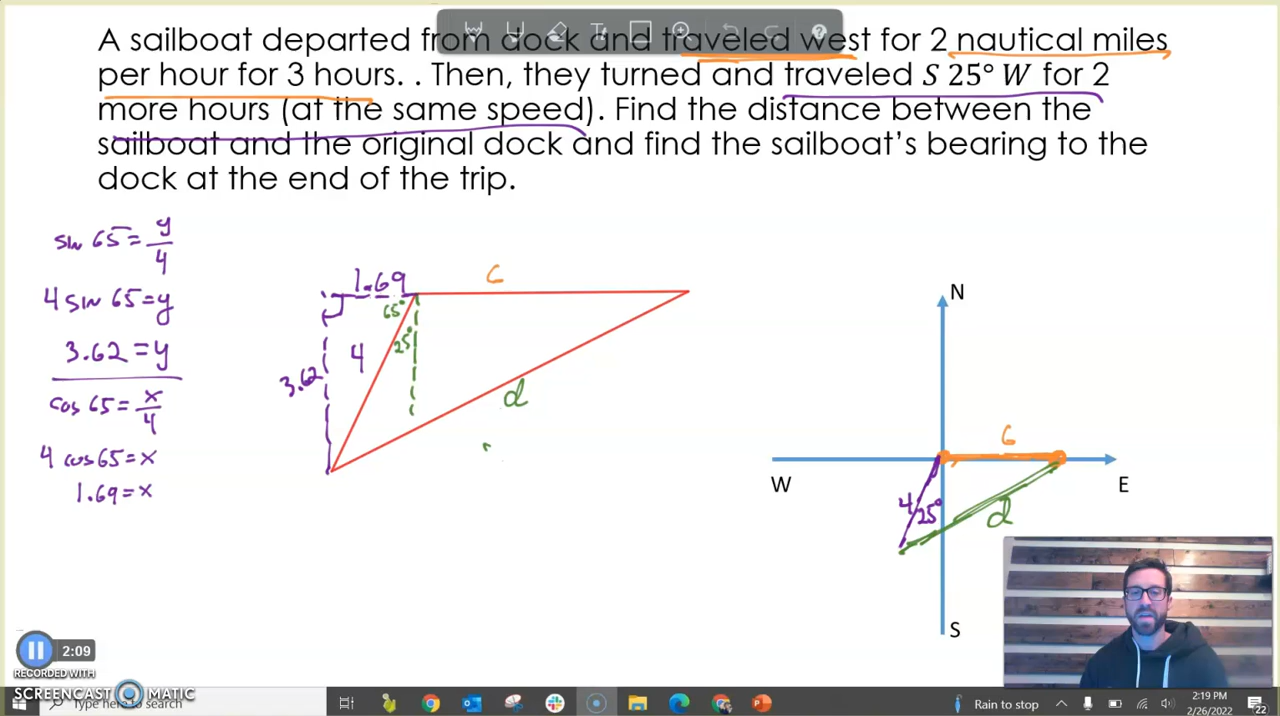 A sailboat departed from dock and traveled west for 2 nautical miles
per hour for 3 hours. . Then, they turned and traveled S 25° W for 2
more hours (at the same speed). Find the distance between the
sailboat and the original dock and find the sailboat's bearing to the
dock at the end of the trip.
sin 65 = y/4
4 sin 65 = y
3.62 = y
cos 65 = x/4
4 cos 65 = x
1.69 = x
1.69
6
65°
25°
4
3.62
d
N
6
W
E
4
25°
d
S
2:09
RECORDED WITH
SCREENCAST MATIC
Type here to search
Rain to stop
2:19 PM
2/26/2022
22